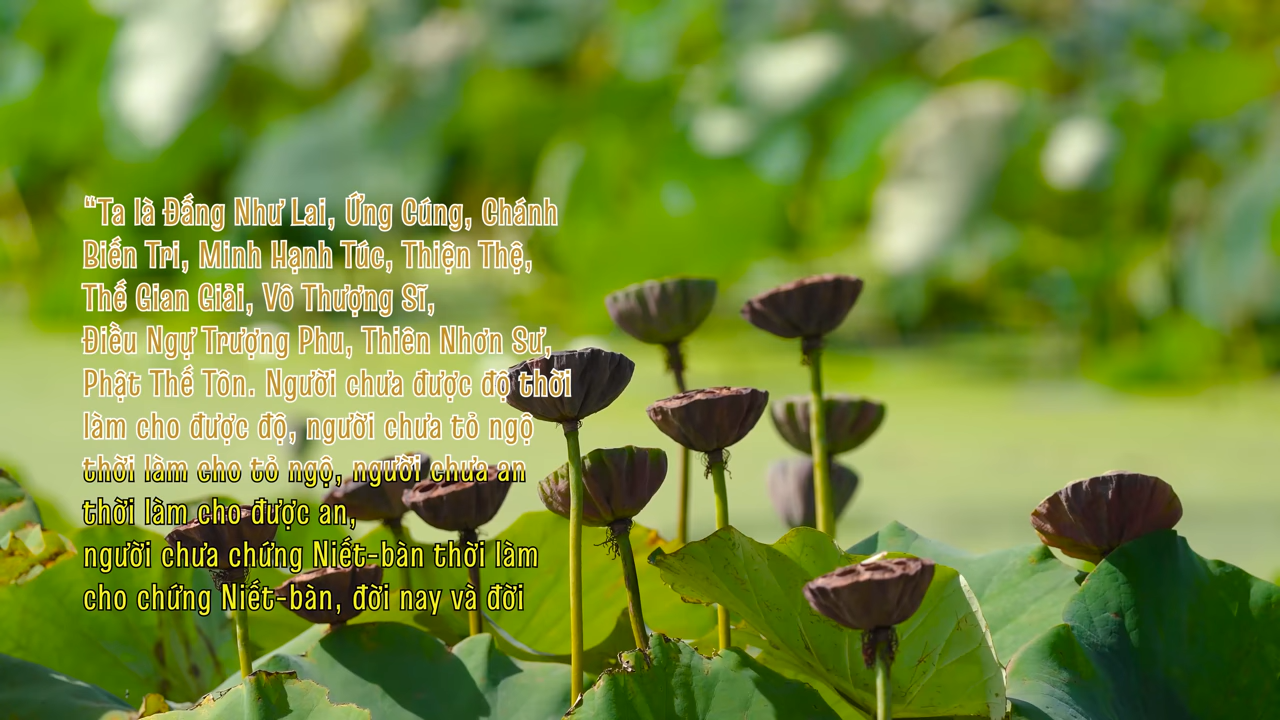 “Ta là Đấng Như Lai, Ứng Cúng, Chánh
Biến Tri, Minh Hạnh Túc, Thiện Thệ,
Thế Gian Giải, Vô Thượng Sĩ,
Điều Ngự Trượng Phu, Thiên Nhơn Sư,
Phật Thế Tôn. Người chưa được độ thời
làm cho được độ, người chưa tỏ ngộ
thời làm cho tỏ ngộ, người chưa an
thời làm cho được an,
người chưa chứng Niết-bàn thời làm
cho chứng Niết-bàn, đời nay và đời